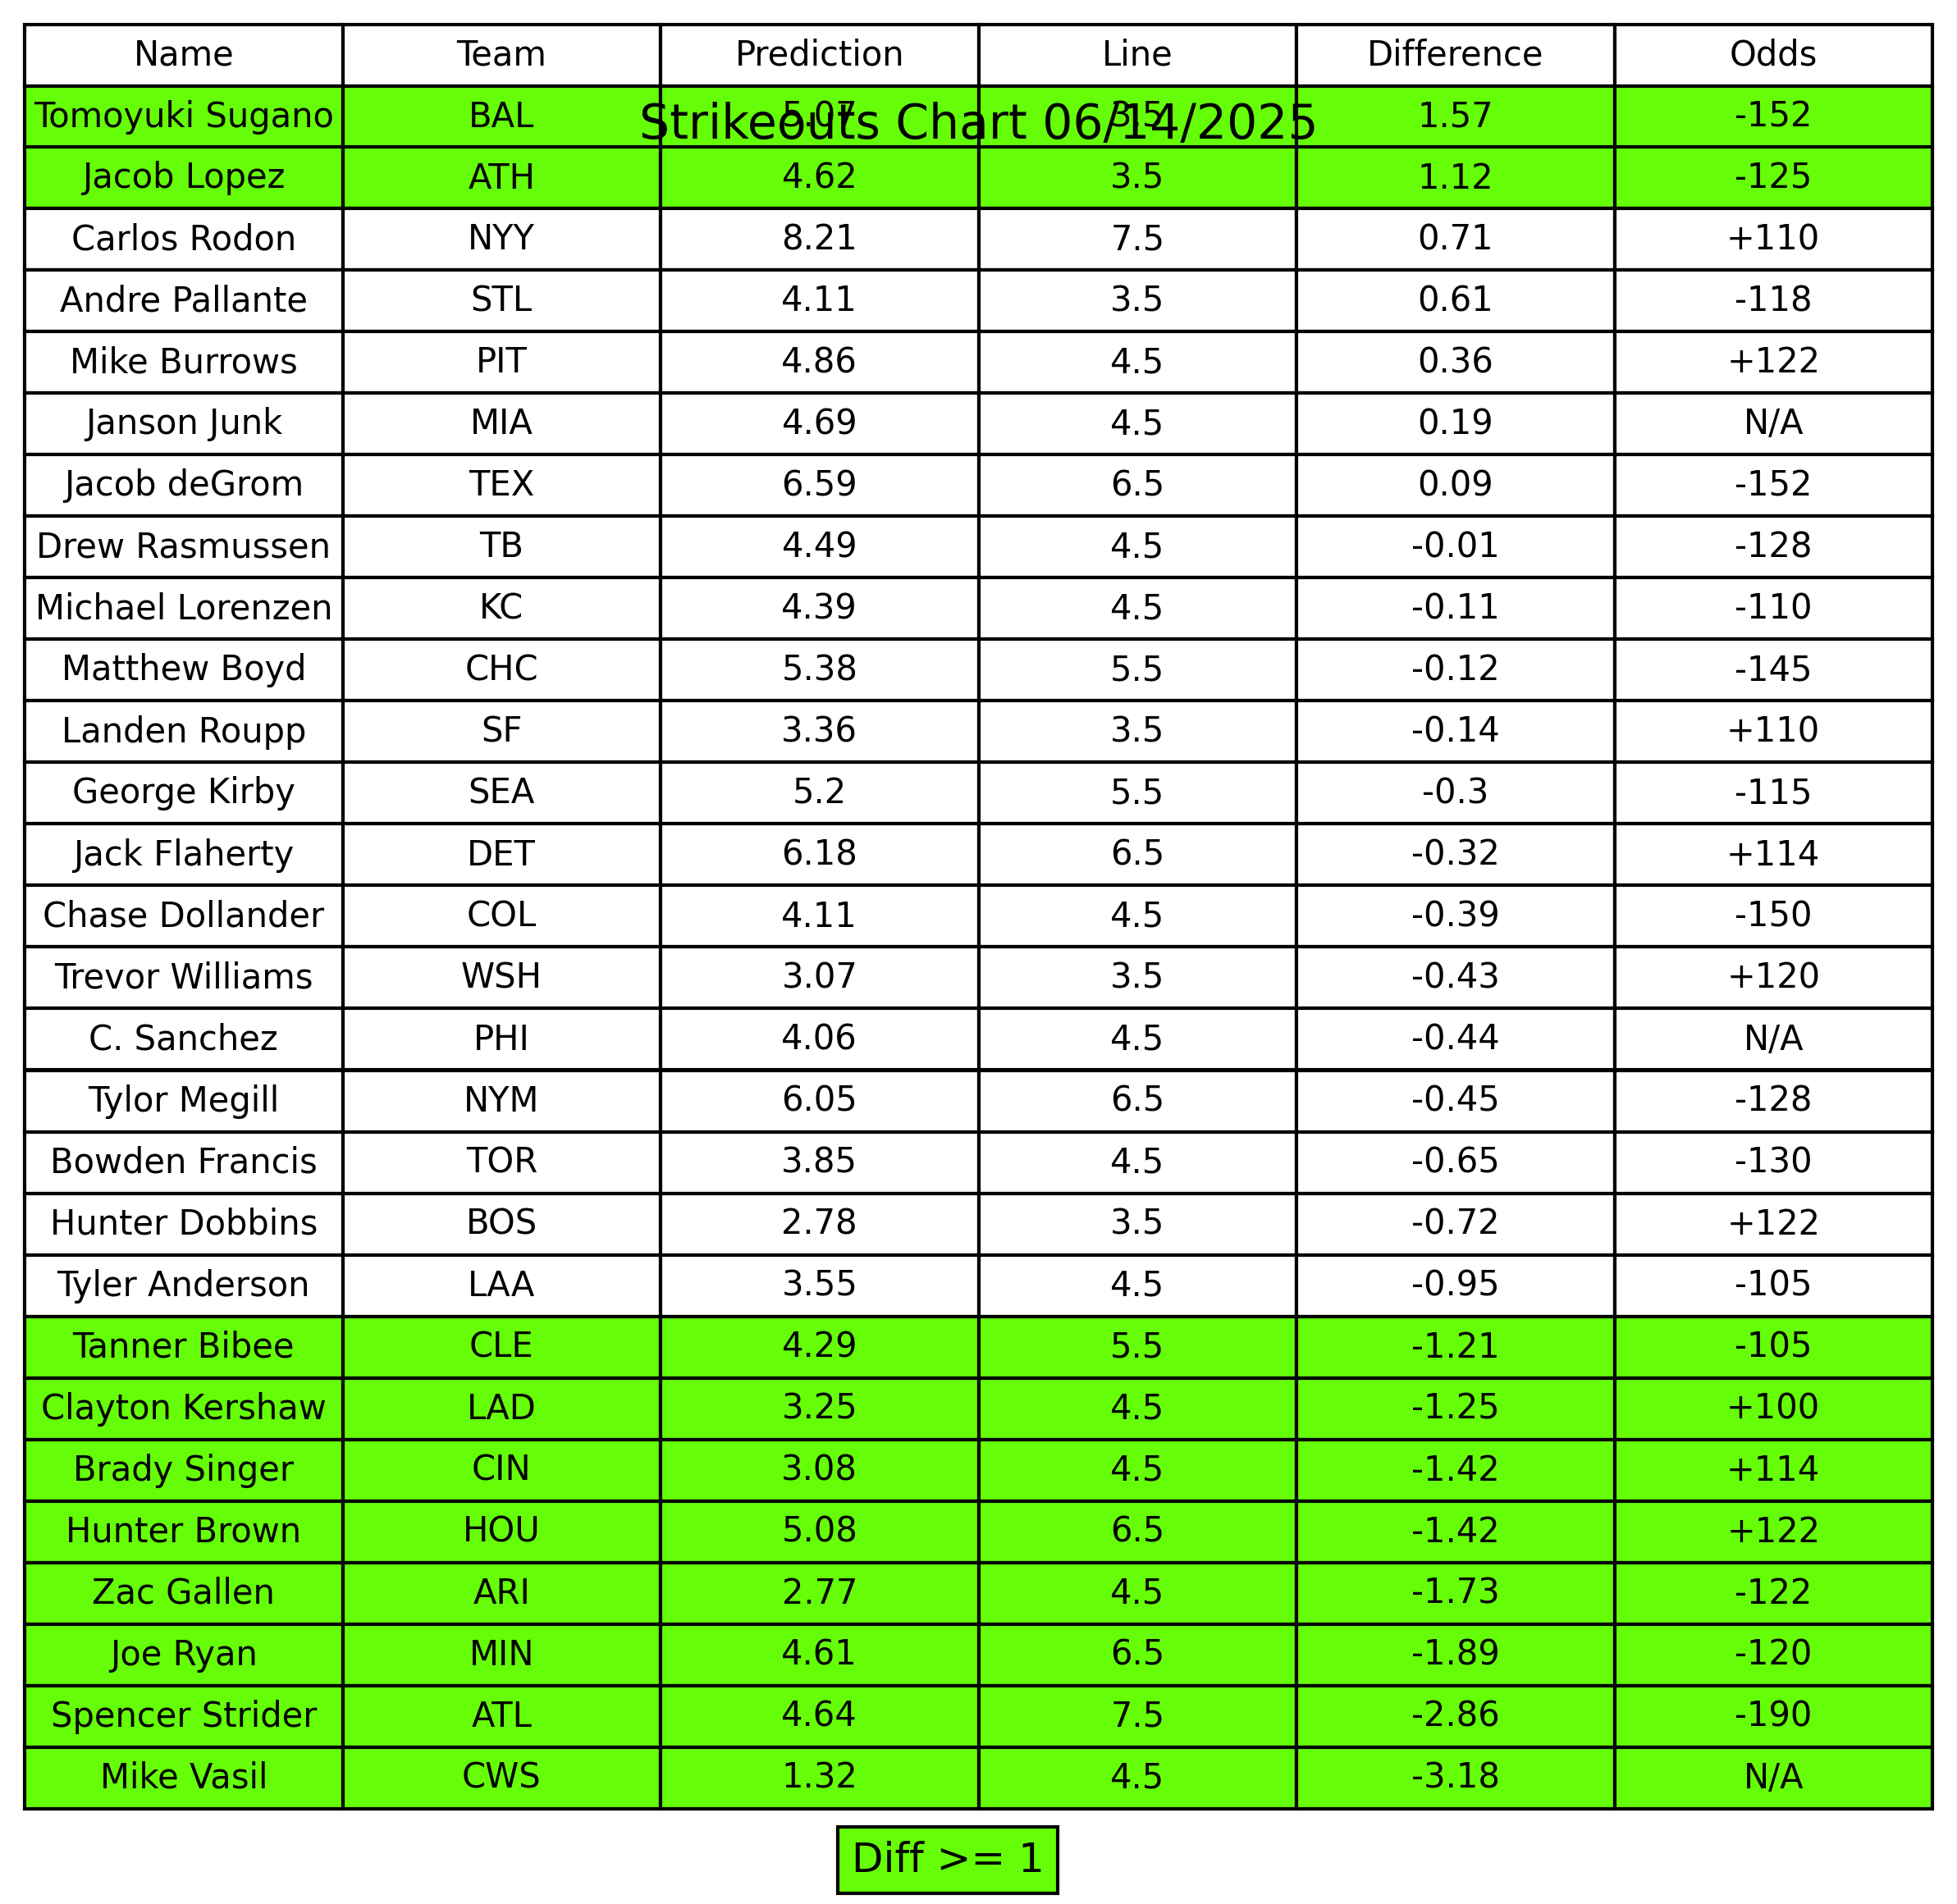 Name Team Prediction Line Difference Odds
Strikeouts Chart 06/14/2025
Tomoyuki Sugano BAL 5.07 3.5 1.57 -152
Jacob Lopez ATH 4.62 3.5 1.12 -125
Carlos Rodon NYY 8.21 7.5 0.71 +110
Andre Pallante STL 4.11 3.5 0.61 -118
Mike Burrows PIT 4.86 4.5 0.36 +122
Janson Junk MIA 4.69 4.5 0.19 N/A
Jacob deGrom TEX 6.59 6.5 0.09 -152
Drew Rasmussen TB 4.49 4.5 -0.01 -128
Michael Lorenzen KC 4.39 4.5 -0.11 -110
Matthew Boyd CHC 5.38 5.5 -0.12 -145
Landen Roupp SF 3.36 3.5 -0.14 +110
George Kirby SEA 5.2 5.5 -0.3 -115
Jack Flaherty DET 6.18 6.5 -0.32 +114
Chase Dollander COL 4.11 4.5 -0.39 -150
Trevor Williams WSH 3.07 3.5 -0.43 +120
C. Sanchez PHI 4.06 4.5 -0.44 N/A
Tylor Megill NYM 6.05 6.5 -0.45 -128
Bowden Francis TOR 3.85 4.5 -0.65 -130
Hunter Dobbins BOS 2.78 3.5 -0.72 +122
Tyler Anderson LAA 3.55 4.5 -0.95 -105
Tanner Bibee CLE 4.29 5.5 -1.21 -105
Clayton Kershaw LAD 3.25 4.5 -1.25 +100
Brady Singer CIN 3.08 4.5 -1.42 +114
Hunter Brown HOU 5.08 6.5 -1.42 +122
Zac Gallen ARI 2.77 4.5 -1.73 -122
Joe Ryan MIN 4.61 6.5 -1.89 -120
Spencer Strider ATL 4.64 7.5 -2.86 -190
Mike Vasil CWS 1.32 4.5 -3.18 N/A
Diff >= 1